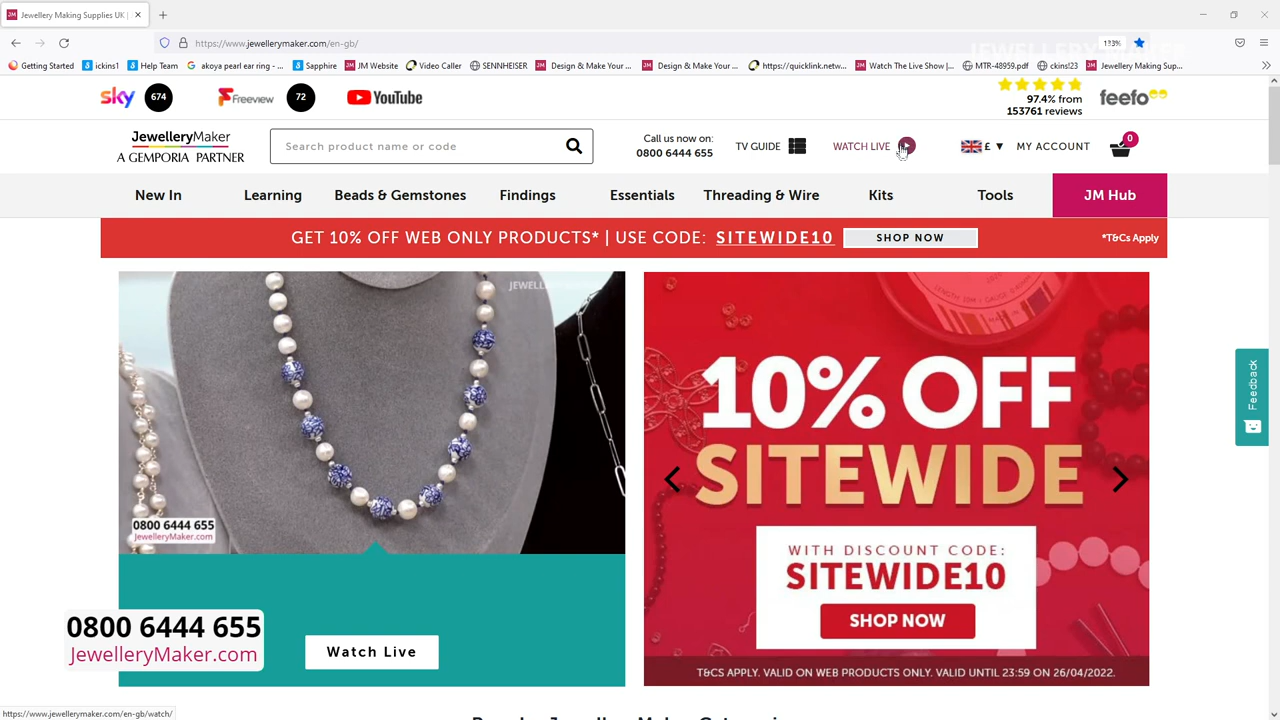 Jewellery Making Supplies UK |
https://www.jewellerymaker.com/en-gb/
133%
Getting Started
ickins1
Help Team
akoya pearl ear ring - ...
Sapphire
JM Website
Video Caller
SENNHEISER
Design & Make Your ...
Design & Make Your ...
https://quicklink.netw...
Watch The Live Show |...
MTR-48959.pdf
ckins!23
Jewellery Making Sup...
sky 674
Freeview 72
YouTube
97.4% from
153761 reviews
feefo
JewelleryMaker
A GEMPORIA PARTNER
Search product name or code
Call us now on:
0800 6444 655
TV GUIDE
WATCH LIVE
£
MY ACCOUNT
0
New In
Learning
Beads & Gemstones
Findings
Essentials
Threading & Wire
Kits
Tools
JM Hub
GET 10% OFF WEB ONLY PRODUCTS* | USE CODE: SITEWIDE10
SHOP NOW
*T&Cs Apply
0800 6444 655
JewelleryMaker.com
Watch Live
10% OFF
SITEWIDE
WITH DISCOUNT CODE:
SITEWIDE10
SHOP NOW
T&CS APPLY. VALID ON WEB PRODUCTS ONLY. VALID UNTIL 23:59 ON 26/04/2022.
Feedback
0800 6444 655
JewelleryMaker.com
https://www.jewellerymaker.com/en-gb/watch/